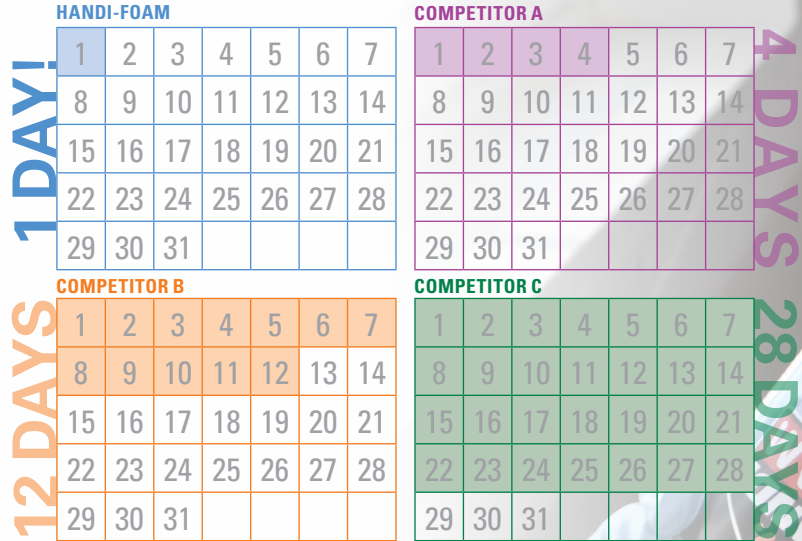 HANDI-FOAM
1 DAY!
1 2 3 4 5 6 7
8 9 10 11 12 13 14
15 16 17 18 19 20 21
22 23 24 25 26 27 28
29 30 31
COMPETITOR A
4 DAYS
1 2 3 4 5 6 7
8 9 10 11 12 13 14
15 16 17 18 19 20 21
22 23 24 25 26 27 28
29 30 31
COMPETITOR B
12 DAYS
1 2 3 4 5 6 7
8 9 10 11 12 13 14
15 16 17 18 19 20 21
22 23 24 25 26 27 28
29 30 31
COMPETITOR C
28 DAYS
1 2 3 4 5 6 7
8 9 10 11 12 13 14
15 16 17 18 19 20 21
22 23 24 25 26 27 28
29 30 31